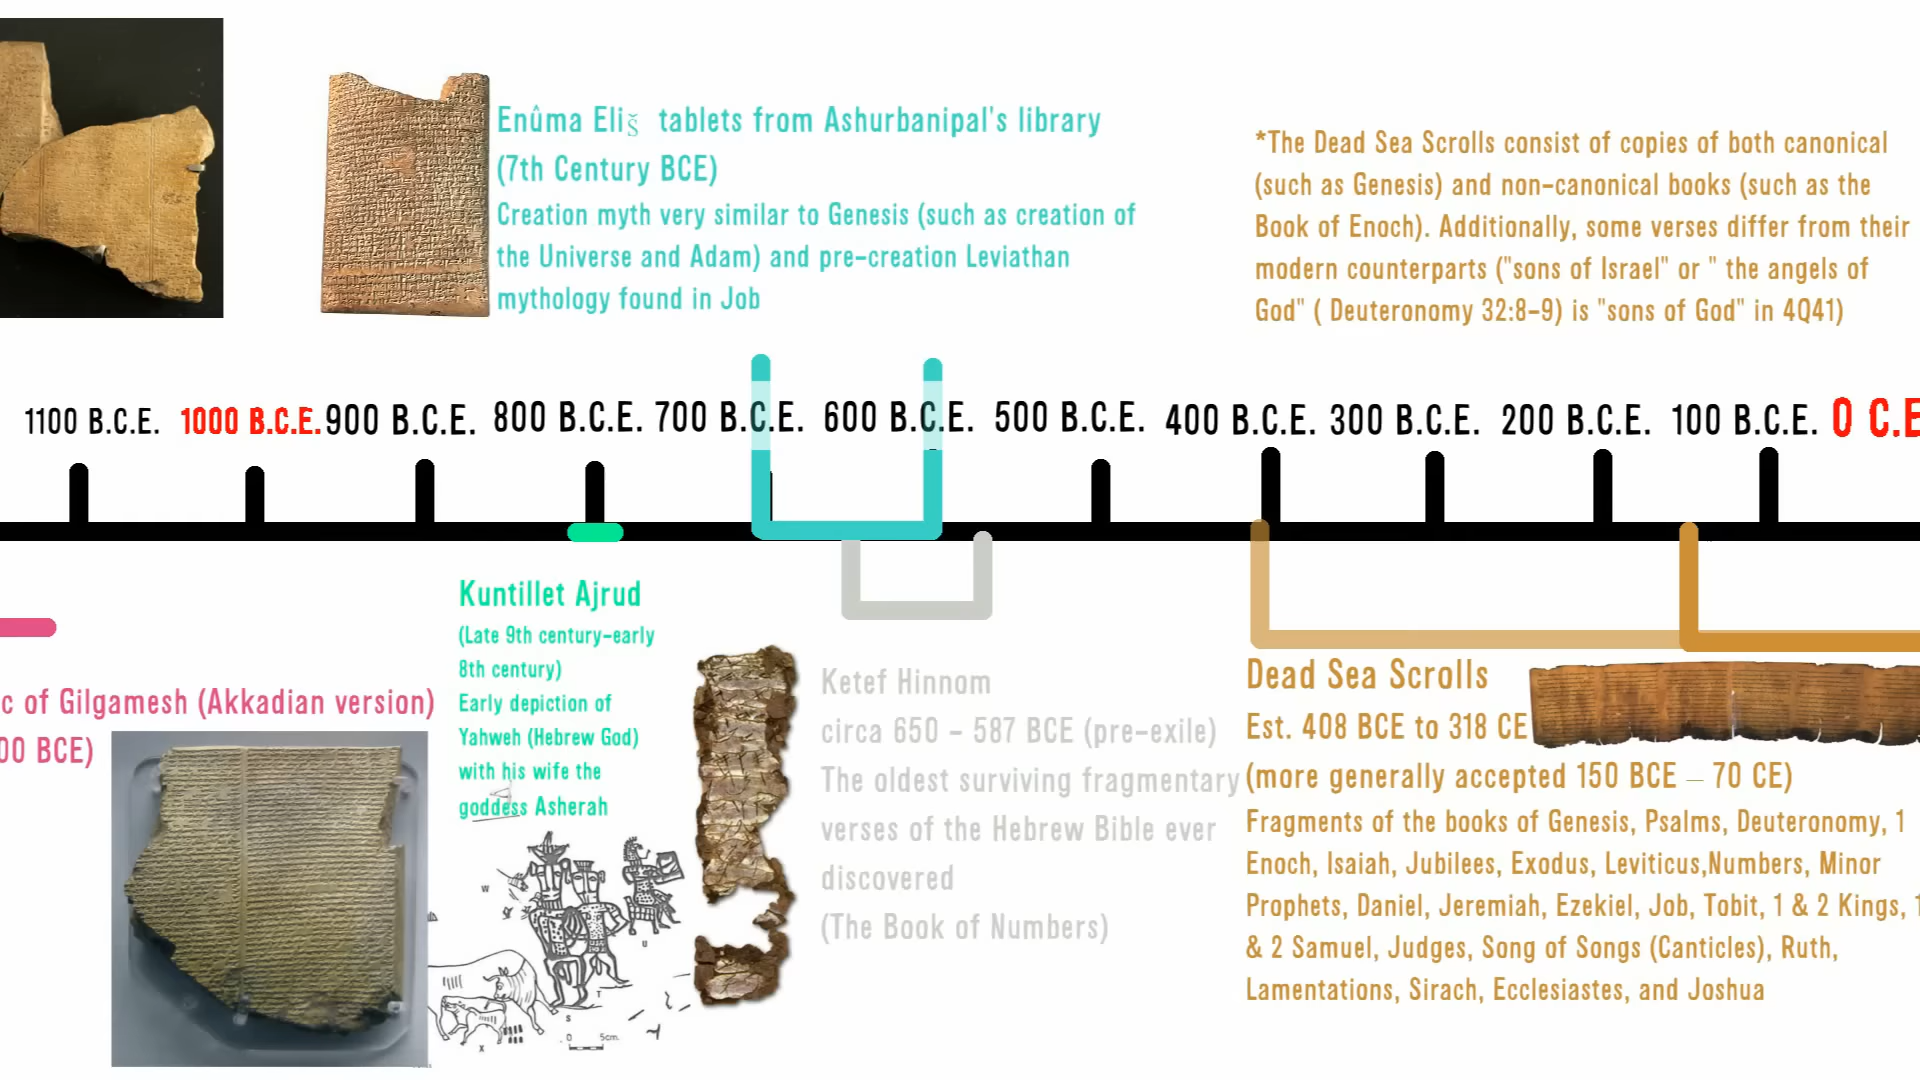 Enûma Eliš tablets from Ashurbanipal's library
(7th Century BCE)
Creation myth very similar to Genesis (such as creation of
the Universe and Adam) and pre-creation Leviathan
mythology found in Job
*The Dead Sea Scrolls consist of copies of both canonical
(such as Genesis) and non-canonical books (such as the
Book of Enoch). Additionally, some verses differ from their
modern counterparts ("sons of Israel" or " the angels of
God" ( Deuteronomy 32:8-9) is "sons of God" in 4Q41)
1100 B.C.E. 1000 B.C.E. 900 B.C.E. 800 B.C.E. 700 B.C.E. 600 B.C.E. 500 B.C.E. 400 B.C.E. 300 B.C.E. 200 B.C.E. 100 B.C.E. 0 C.E
c of Gilgamesh (Akkadian version)
00 BCE)
Kuntillet Ajrud
(Late 9th century-early
8th century)
Early depiction of
Yahweh (Hebrew God)
with his wife the
goddess Asherah
W
U
T
S
X
0 5cm.
Ketef Hinnom
circa 650 - 587 BCE (pre-exile)
The oldest surviving fragmentary
verses of the Hebrew Bible ever
discovered
(The Book of Numbers)
Dead Sea Scrolls
Est. 408 BCE to 318 CE
(more generally accepted 150 BCE – 70 CE)
Fragments of the books of Genesis, Psalms, Deuteronomy, 1
Enoch, Isaiah, Jubilees, Exodus, Leviticus,Numbers, Minor
Prophets, Daniel, Jeremiah, Ezekiel, Job, Tobit, 1 & 2 Kings, 1
& 2 Samuel, Judges, Song of Songs (Canticles), Ruth,
Lamentations, Sirach, Ecclesiastes, and Joshua